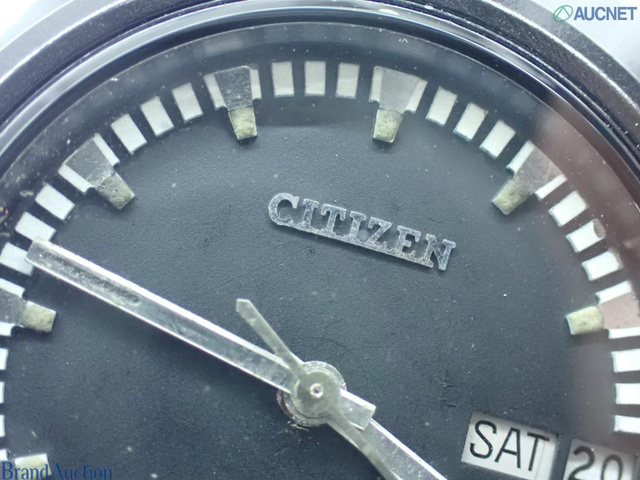 AUCNET
CITIZEN
SAT 20
Brand Auction